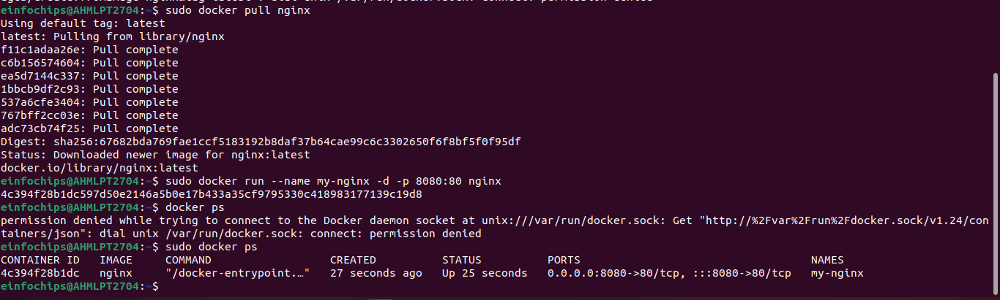 einfochips@AHMLPT2704:~$ sudo docker pull nginx
Using default tag: latest
latest: Pulling from library/nginx
f11c1adaa26e: Pull complete
c6b156574604: Pull complete
ea5d7144c337: Pull complete
1bbcb9df2c93: Pull complete
537a6cfe3404: Pull complete
767bff2cc03e: Pull complete
adc73cb74f25: Pull complete
Digest: sha256:67682bda769fae1ccf5183192b8daf37b64cae99c6c3302650f6f8bf5f0f95df
Status: Downloaded newer image for nginx:latest
docker.io/library/nginx:latest
einfochips@AHMLPT2704:~$ sudo docker run --name my-nginx -d -p 8080:80 nginx
4c394f28b1dc597d50e2146a5b0e17b433a35cf9795330c418983177139c19d8
einfochips@AHMLPT2704:~$ docker ps
permission denied while trying to connect to the Docker daemon socket at unix:///var/run/docker.sock: Get "http://%2Fvar%2Frun%2Fdocker.sock/v1.24/con
tainers/json": dial unix /var/run/docker.sock: connect: permission denied
einfochips@AHMLPT2704:~$ sudo docker ps
CONTAINER ID   IMAGE     COMMAND                  CREATED          STATUS          PORTS                                   NAMES
4c394f28b1dc   nginx     "/docker-entrypoint.…"   27 seconds ago   Up 25 seconds   0.0.0.0:8080->80/tcp, :::8080->80/tcp   my-nginx
einfochips@AHMLPT2704:~$